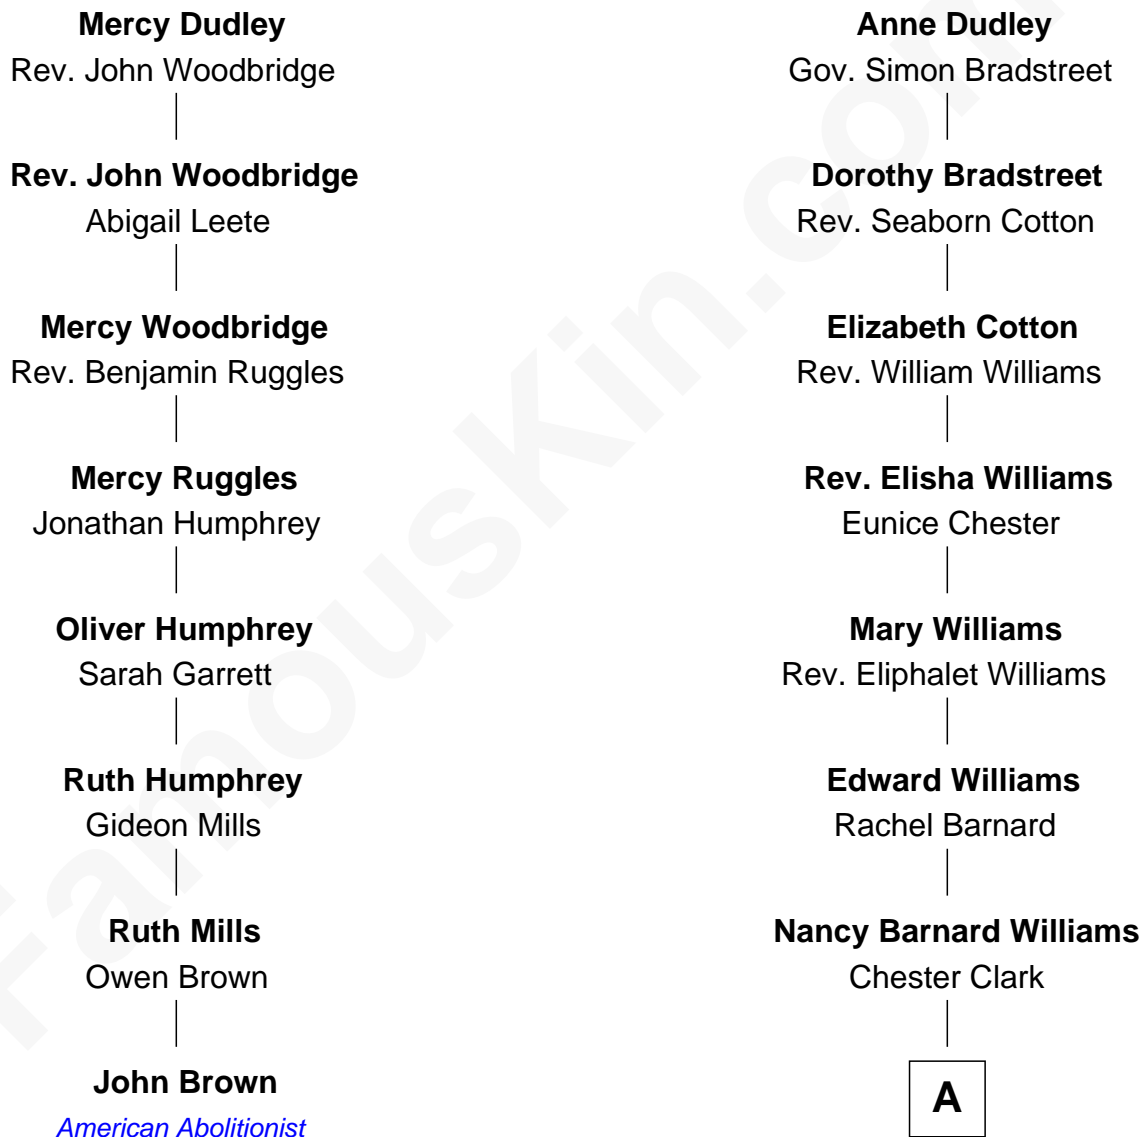 Mercy Dudley
Rev. John Woodbridge
Rev. John Woodbridge
Abigail Leete
Mercy Woodbridge
Rev. Benjamin Ruggles
Mercy Ruggles
Jonathan Humphrey
Oliver Humphrey
Sarah Garrett
Ruth Humphrey
Gideon Mills
Ruth Mills
Owen Brown
John Brown
American Abolitionist
Anne Dudley
Gov. Simon Bradstreet
Dorothy Bradstreet
Rev. Seaborn Cotton
Elizabeth Cotton
Rev. William Williams
Rev. Elisha Williams
Eunice Chester
Mary Williams
Rev. Eliphalet Williams
Edward Williams
Rachel Barnard
Nancy Barnard Williams
Chester Clark
A
FamousKin.com